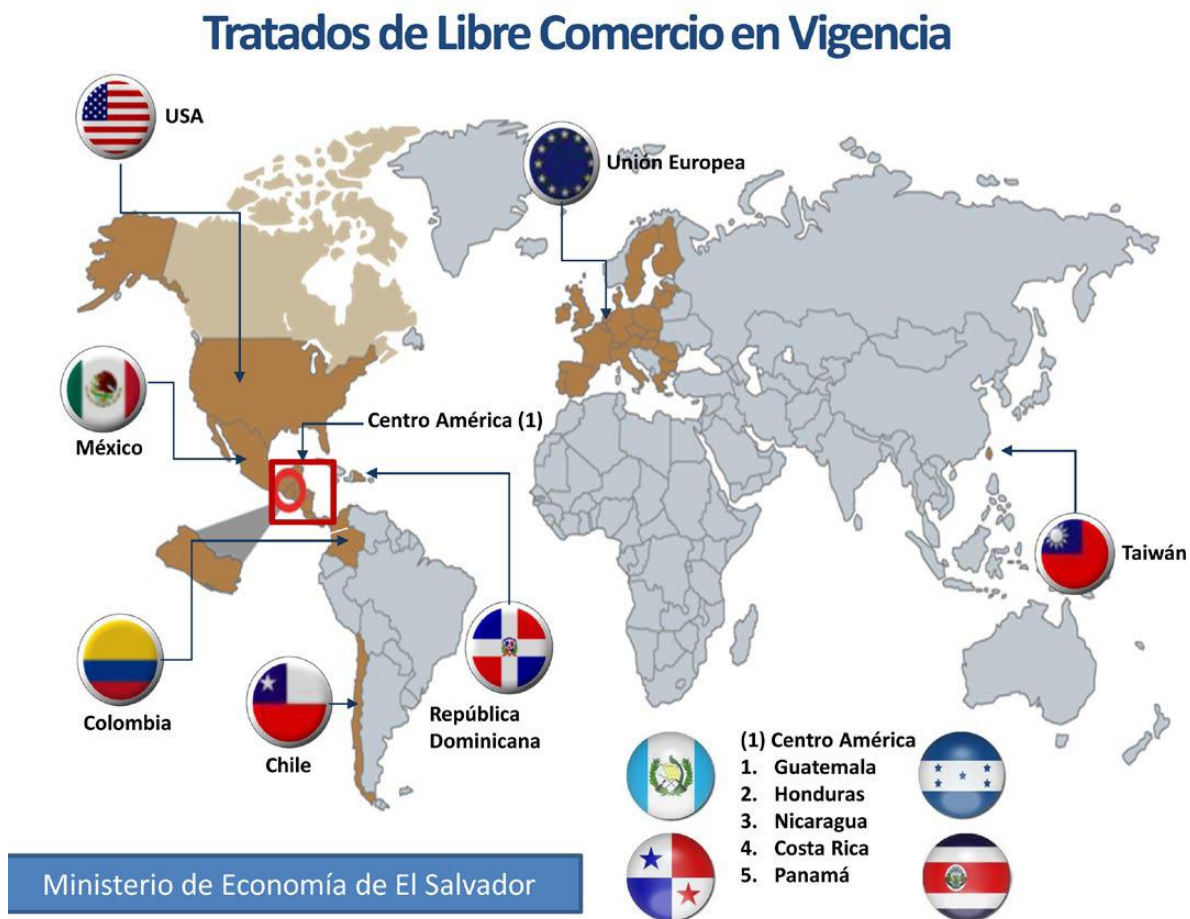 Tratados de Libre Comercio en Vigencia
USA
Unión Europea
México
Centro América (1)
Taiwán
Colombia
Chile
República
Dominicana
(1) Centro América
1. Guatemala
2. Honduras
3. Nicaragua
4. Costa Rica
5. Panamá
Ministerio de Economía de El Salvador